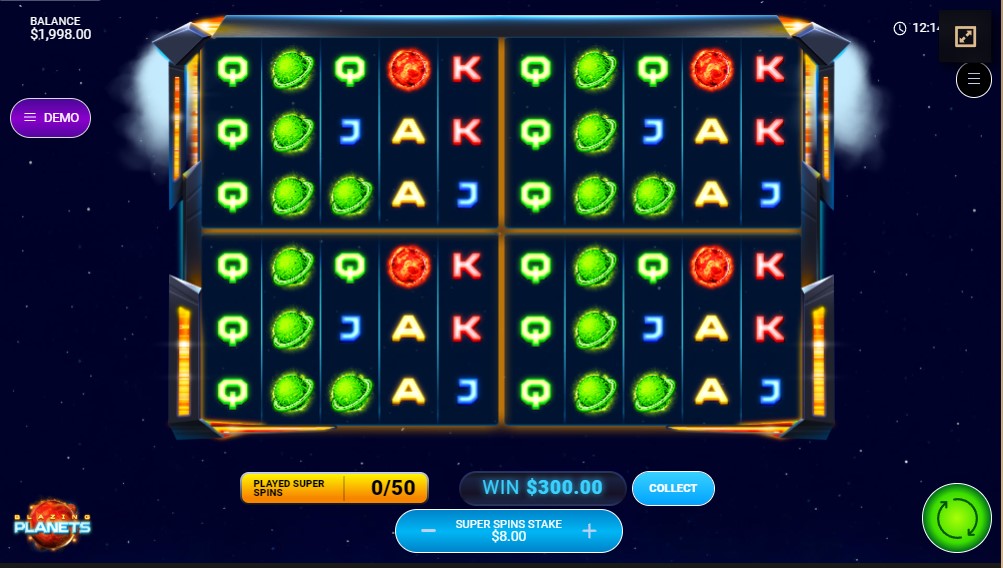 BALANCE
$1,998.00
12:14
DEMO
Q Q K Q Q K
Q J A K Q J A K
Q A J Q A J
Q Q K Q Q K
Q J A K Q J A K
Q A J Q A J
PLAYED SUPER
SPINS
0/50
WIN $300.00
COLLECT
SUPER SPINS STAKE
$8.00
BLAZING
PLANETS